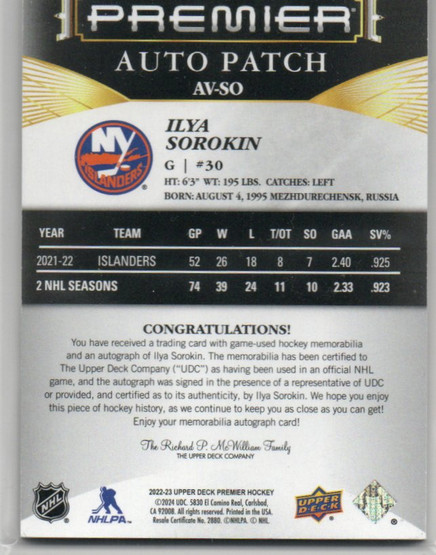 PREMIER
AUTO PATCH
AV-SO
NY
ISLANDERS
ILYA
SOROKIN
G | #30
HT: 6'3" WT: 195 LBS. CATCHES: LEFT
BORN: AUGUST 4, 1995 MEZHDURECHENSK, RUSSIA
YEAR TEAM GP W L T/OT SO GAA SV%
2021-22 ISLANDERS 52 26 18 8 7 2.40 .925
2 NHL SEASONS 74 39 24 11 10 2.33 .923
CONGRATULATIONS!
You have received a trading card with game-used hockey memorabilia
and an autograph of Ilya Sorokin. The memorabilia has been certified to
The Upper Deck Company ("UDC") as having been used in an official NHL
game, and the autograph was signed in the presence of a representative of UDC
or provided, and certified as to its authenticity, by Ilya Sorokin. We hope you enjoy
this piece of hockey history, as we continue to keep you as close as you can get!
Enjoy your memorabilia autograph card!
The Richard P. McWilliam Family
THE UPPER DECK COMPANY
2022-23 UPPER DECK PREMIER HOCKEY
©2024 UDC. 5830 El Camino Real, Carlsbad,
CA 92008. All rights reserved. Printed in the USA.
Resale Certificate No. 2880. ©NHLPA. © NHL.
NHL
NHLPA
UPPER
DECK